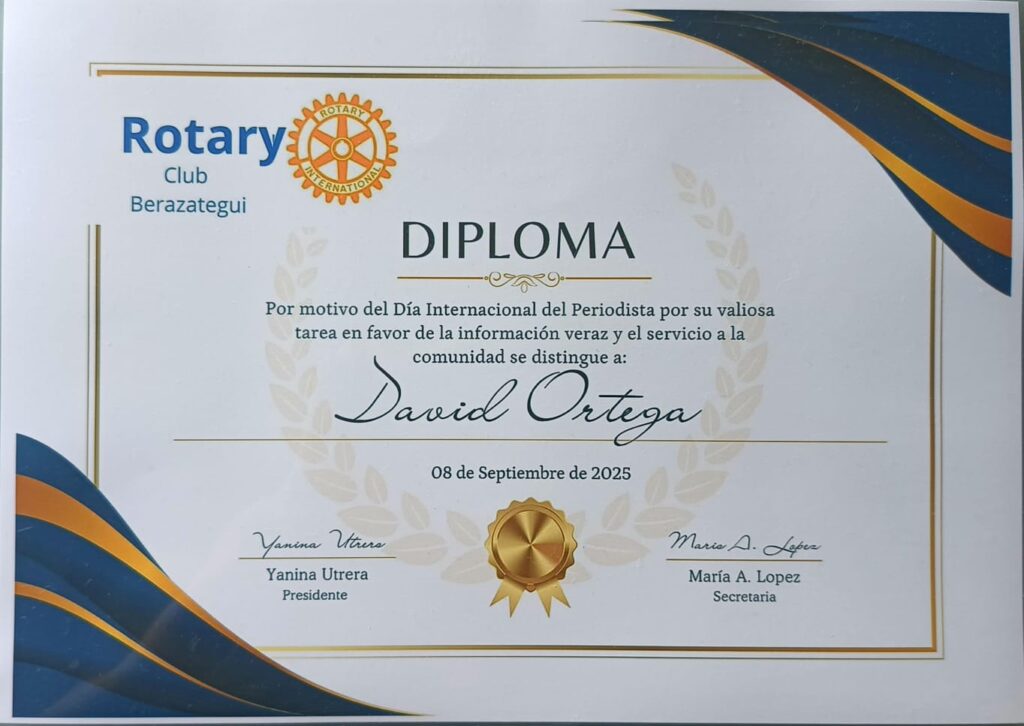 Rotary
Club
Berazategui
ROTARY
INTERNATIONAL
DIPLOMA
Por motivo del Día Internacional del Periodista por su valiosa
tarea en favor de la información veraz y el servicio a la
comunidad se distingue a:
David Ortega
08 de Septiembre de 2025
Yanina Utrera
Maria A. Lopez
Yanina Utrera
María A. Lopez
Presidente
Secretaria